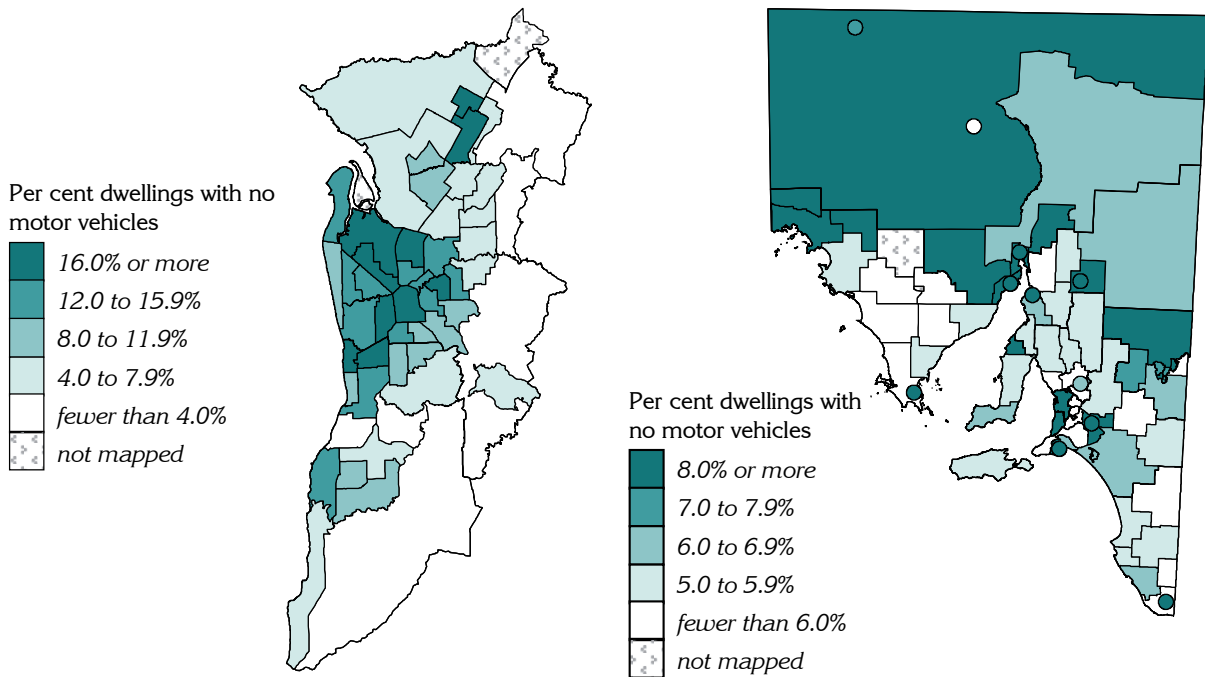 Per cent dwellings with no
motor vehicles
16.0% or more
12.0 to 15.9%
8.0 to 11.9%
4.0 to 7.9%
fewer than 4.0%
not mapped
Per cent dwellings with
no motor vehicles
8.0% or more
7.0 to 7.9%
6.0 to 6.9%
5.0 to 5.9%
fewer than 6.0%
not mapped